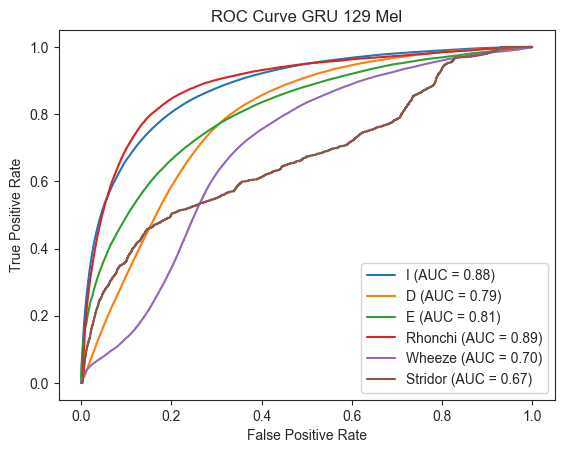 ROC Curve GRU 129 Mel
True Positive Rate
1.0
0.8
0.6
0.4
0.2
0.0
I (AUC = 0.88)
D (AUC = 0.79)
E (AUC = 0.81)
Rhonchi (AUC = 0.89)
Wheeze (AUC = 0.70)
Stridor (AUC = 0.67)
0.0 0.2 0.4 0.6 0.8 1.0
False Positive Rate